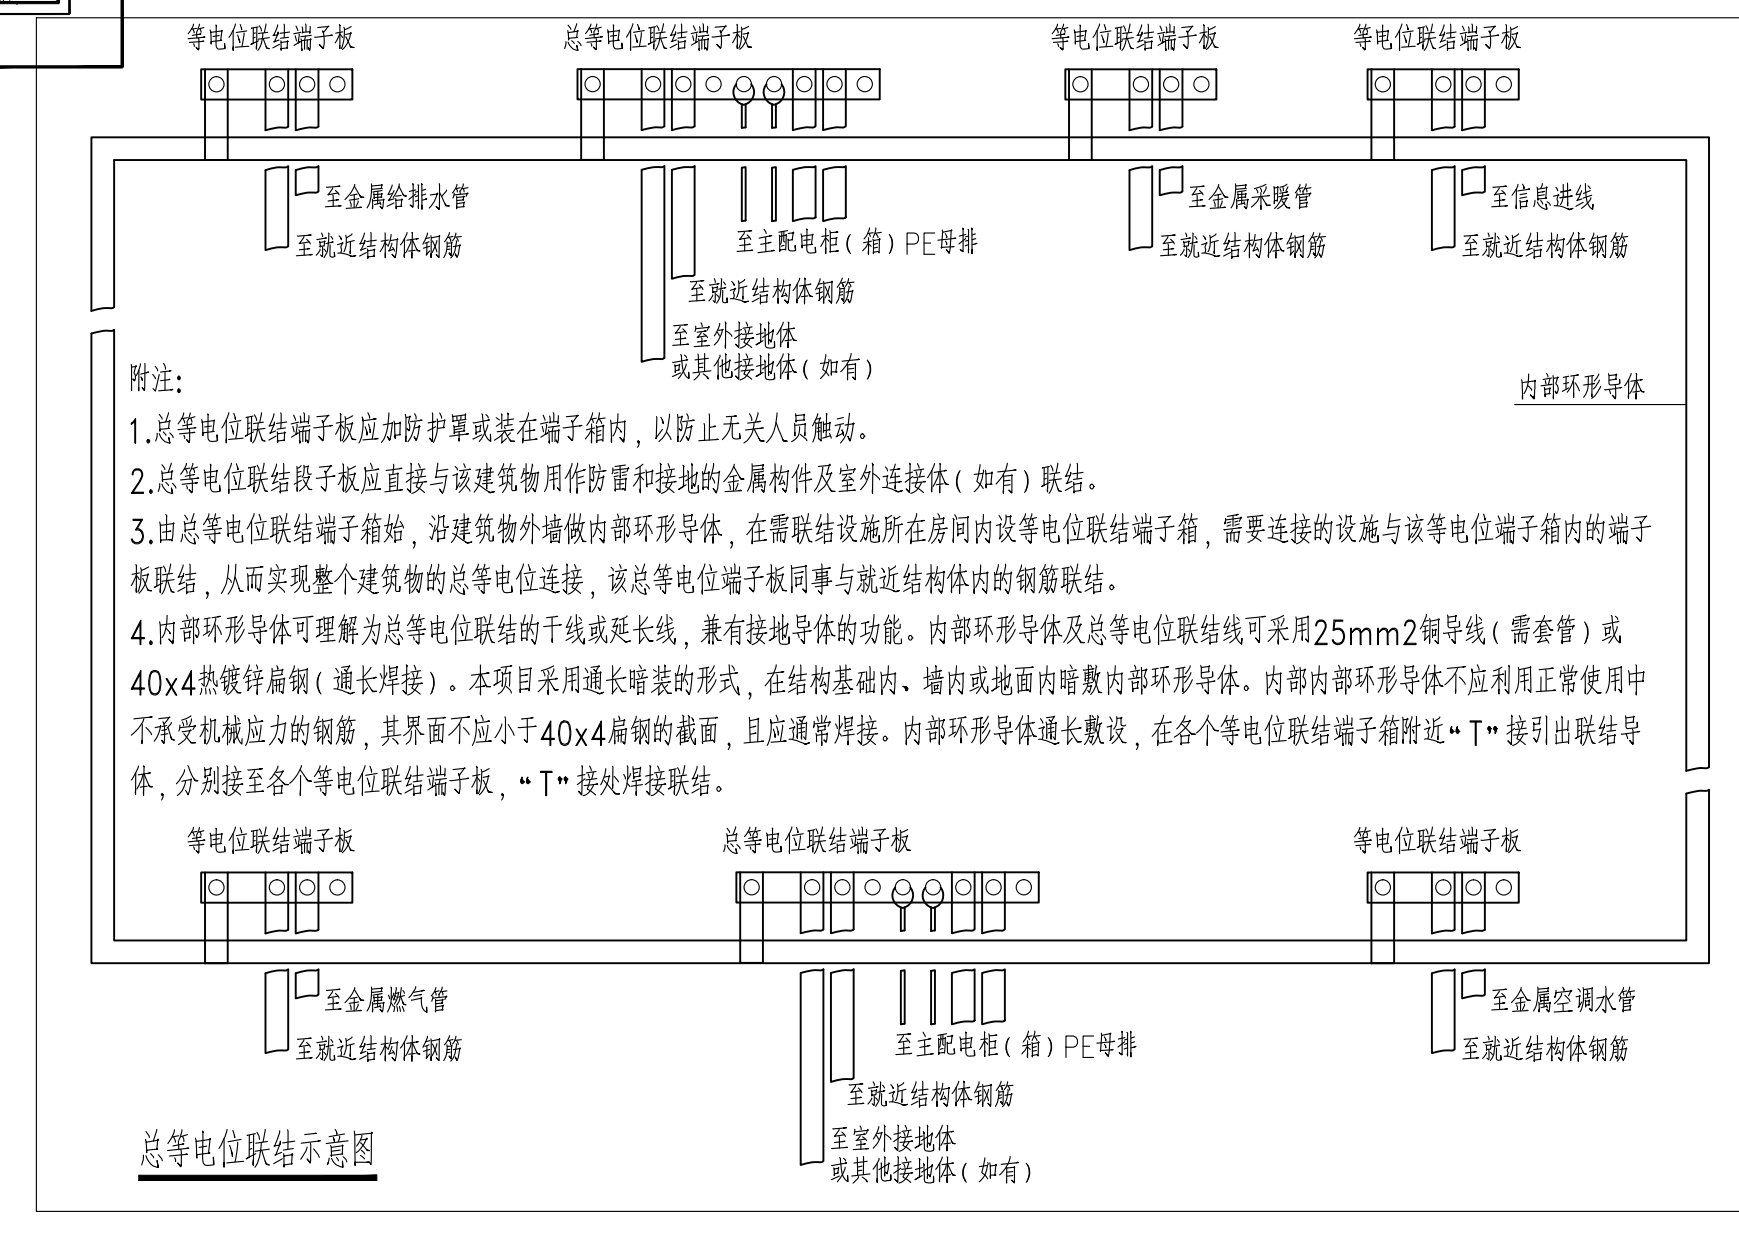 等电位联结端子板
总等电位联结端子板
等电位联结端子板
等电位联结端子板
至金属给排水管
至就近结构体钢筋
至主配电柜(箱)PE母排
至就近结构体钢筋
至室外接地体
或其他接地体(如有)
至金属采暖管
至就近结构体钢筋
至信息进线
至就近结构体钢筋
内部环形导体
附注:
1.总等电位联结端子板应加防护罩或装在端子箱内,以防止无关人员触动。
2.总等电位联结段子板应直接与该建筑物用作防雷和接地的金属构件及室外连接体(如有)联结。
3.由总等电位联结端子箱始,沿建筑物外墙做内部环形导体,在需联结设施所在房间内设等电位联结端子箱,需要连接的设施与该等电位端子箱内的端子
板联结,从而实现整个建筑物的总等电位连接,该总等电位端子板同事与就近结构体内的钢筋联结。
4.内部环形导体可理解为总等电位联结的干线或延长线,兼有接地导体的功能。内部环形导体及总等电位联结线可采用25mm2铜导线(需套管)或
40x4热镀锌扁钢(通长焊接)。本项目采用通长暗装的形式,在结构基础内、墙内或地面内暗敷内部环形导体。内部内部环形导体不应利用正常使用中
不承受机械应力的钢筋,其界面不应小于40x4扁钢的截面,且应通常焊接。内部环形导体通长敷设,在各个等电位联结端子箱附近“T”接引出联结导
体,分别接至各个等电位联结端子板,“T”接处焊接联结。
等电位联结端子板
总等电位联结端子板
等电位联结端子板
至金属燃气管
至就近结构体钢筋
至主配电柜(箱)PE母排
至就近结构体钢筋
至室外接地体
或其他接地体(如有)
至金属空调水管
至就近结构体钢筋
总等电位联结示意图